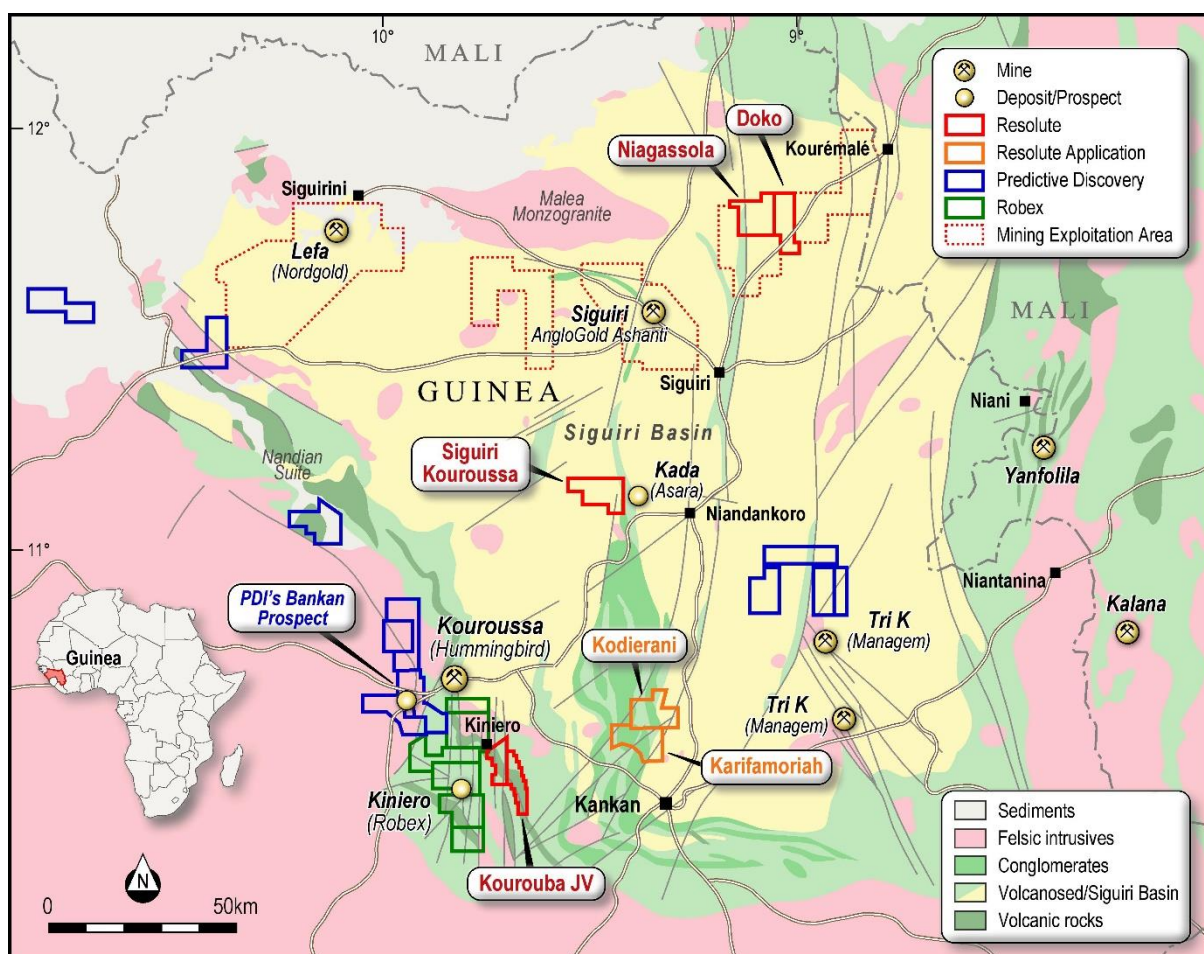 10°
9°
MALI
12°
Siguirini
Lefa
(Nordgold)
Malea
Monzogranite
Niagassola
Doko
Kourémalé
Mine
Deposit/Prospect
Resolute
Resolute Application
Predictive Discovery
Robex
Mining Exploitation Area
Siguiri
AngloGold Ashanti
Siguiri
MALI
GUINEA
Siguiri Basin
Niani
Yanfolila
Nandian
Suite
Siguiri
Kouroussa
Kada
(Asara)
Niandankoro
11°
Niantanina
Kalana
PDI's Bankan
Prospect
Kouroussa
(Hummingbird)
Kodierani
Tri K
(Managem)
Tri K
(Managem)
Guinea
Kiniero
Karifamoriah
Kiniero
(Robex)
Kankan
Kourouba JV
N
0
50km
Sediments
Felsic intrusives
Conglomerates
Volcanosed/Siguiri Basin
Volcanic rocks